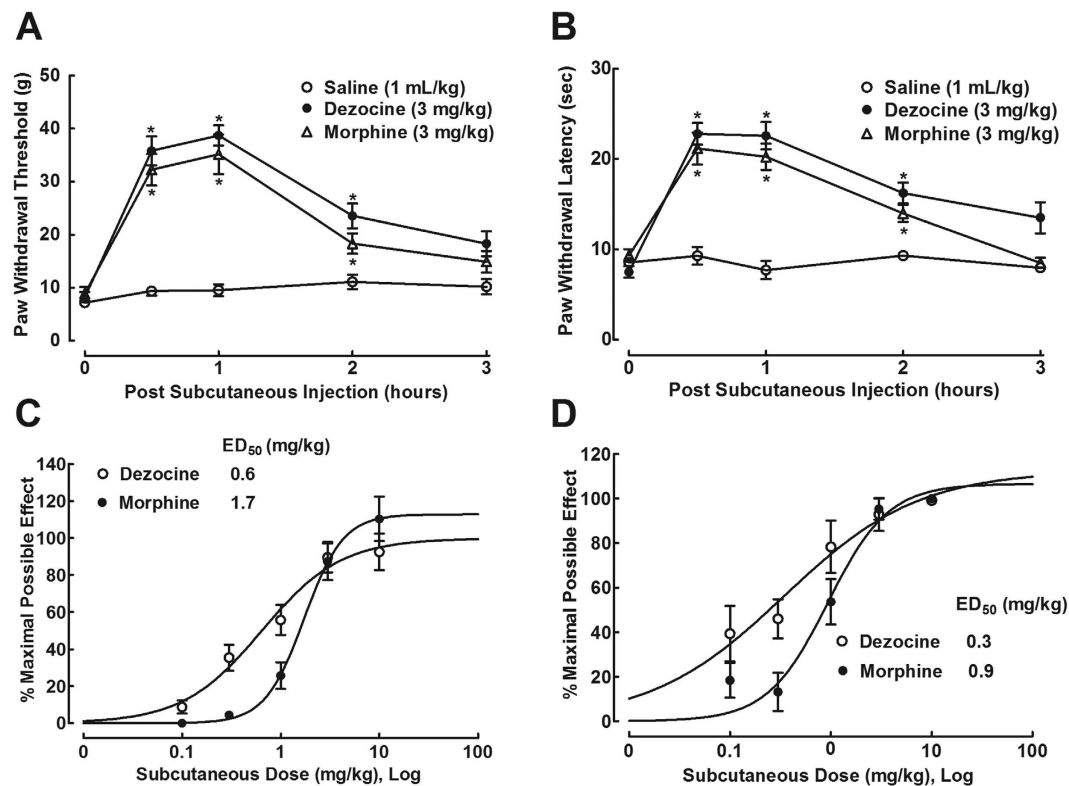 A
Paw Withdrawal Threshold (g)
50
40
30
20
10
0
Saline (1 mL/kg)
Dezocine (3 mg/kg)
Morphine (3 mg/kg)
* * * * * *
0 1 2 3
Post Subcutaneous Injection (hours)
B
Paw Withdrawal Latency (sec)
30
20
10
0
Saline (1 mL/kg)
Dezocine (3 mg/kg)
Morphine (3 mg/kg)
* * * * * *
0 1 2 3
Post Subcutaneous Injection (hours)
C
% Maximal Possible Effect
140
120
100
80
60
40
20
0
ED50 (mg/kg)
Dezocine 0.6
Morphine 1.7
0 0.1 1 10 100
Subcutaneous Dose (mg/kg), Log
D
% Maximal Possible Effect
120
100
80
60
40
20
0
ED50 (mg/kg)
Dezocine 0.3
Morphine 0.9
0 0.1 0 10 100
Subcutaneous Dose (mg/kg), Log